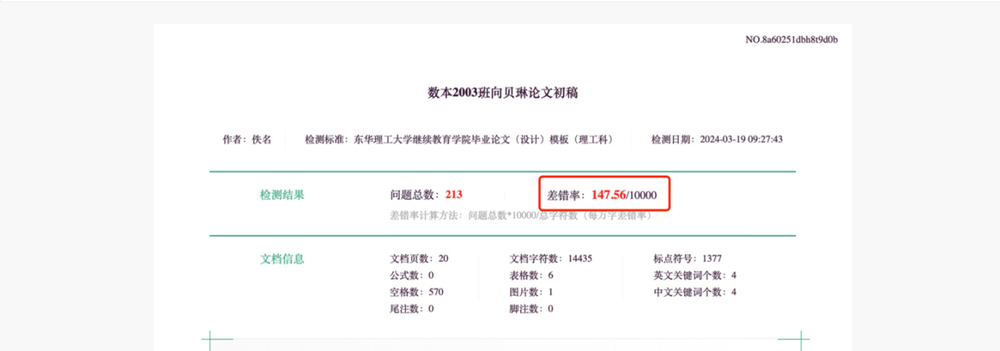 NO.8a60251dbh8t9d0b
数本2003班向贝琳论文初稿
作者：佚名 检测标准：东华理工大学继续教育学院毕业论文（设计）模板（理工科） 检测日期：2024-03-19 09:27:43
检测结果 问题总数：213 差错率：147.56/10000
差错率计算方法：问题总数*10000/总字符数（每万字差错率）
文档信息 文档页数：20 文档字符数：14435 标点符号：1377
公式数：0 表格数：6 英文关键词个数：4
空格数：570 图片数：1 中文关键词个数：4
尾注数：0 脚注数：0